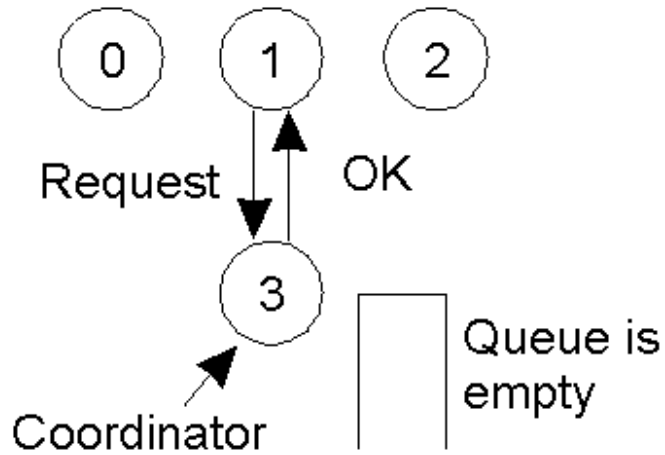 0 1 2
Request OK
3
Queue is
empty
Coordinator